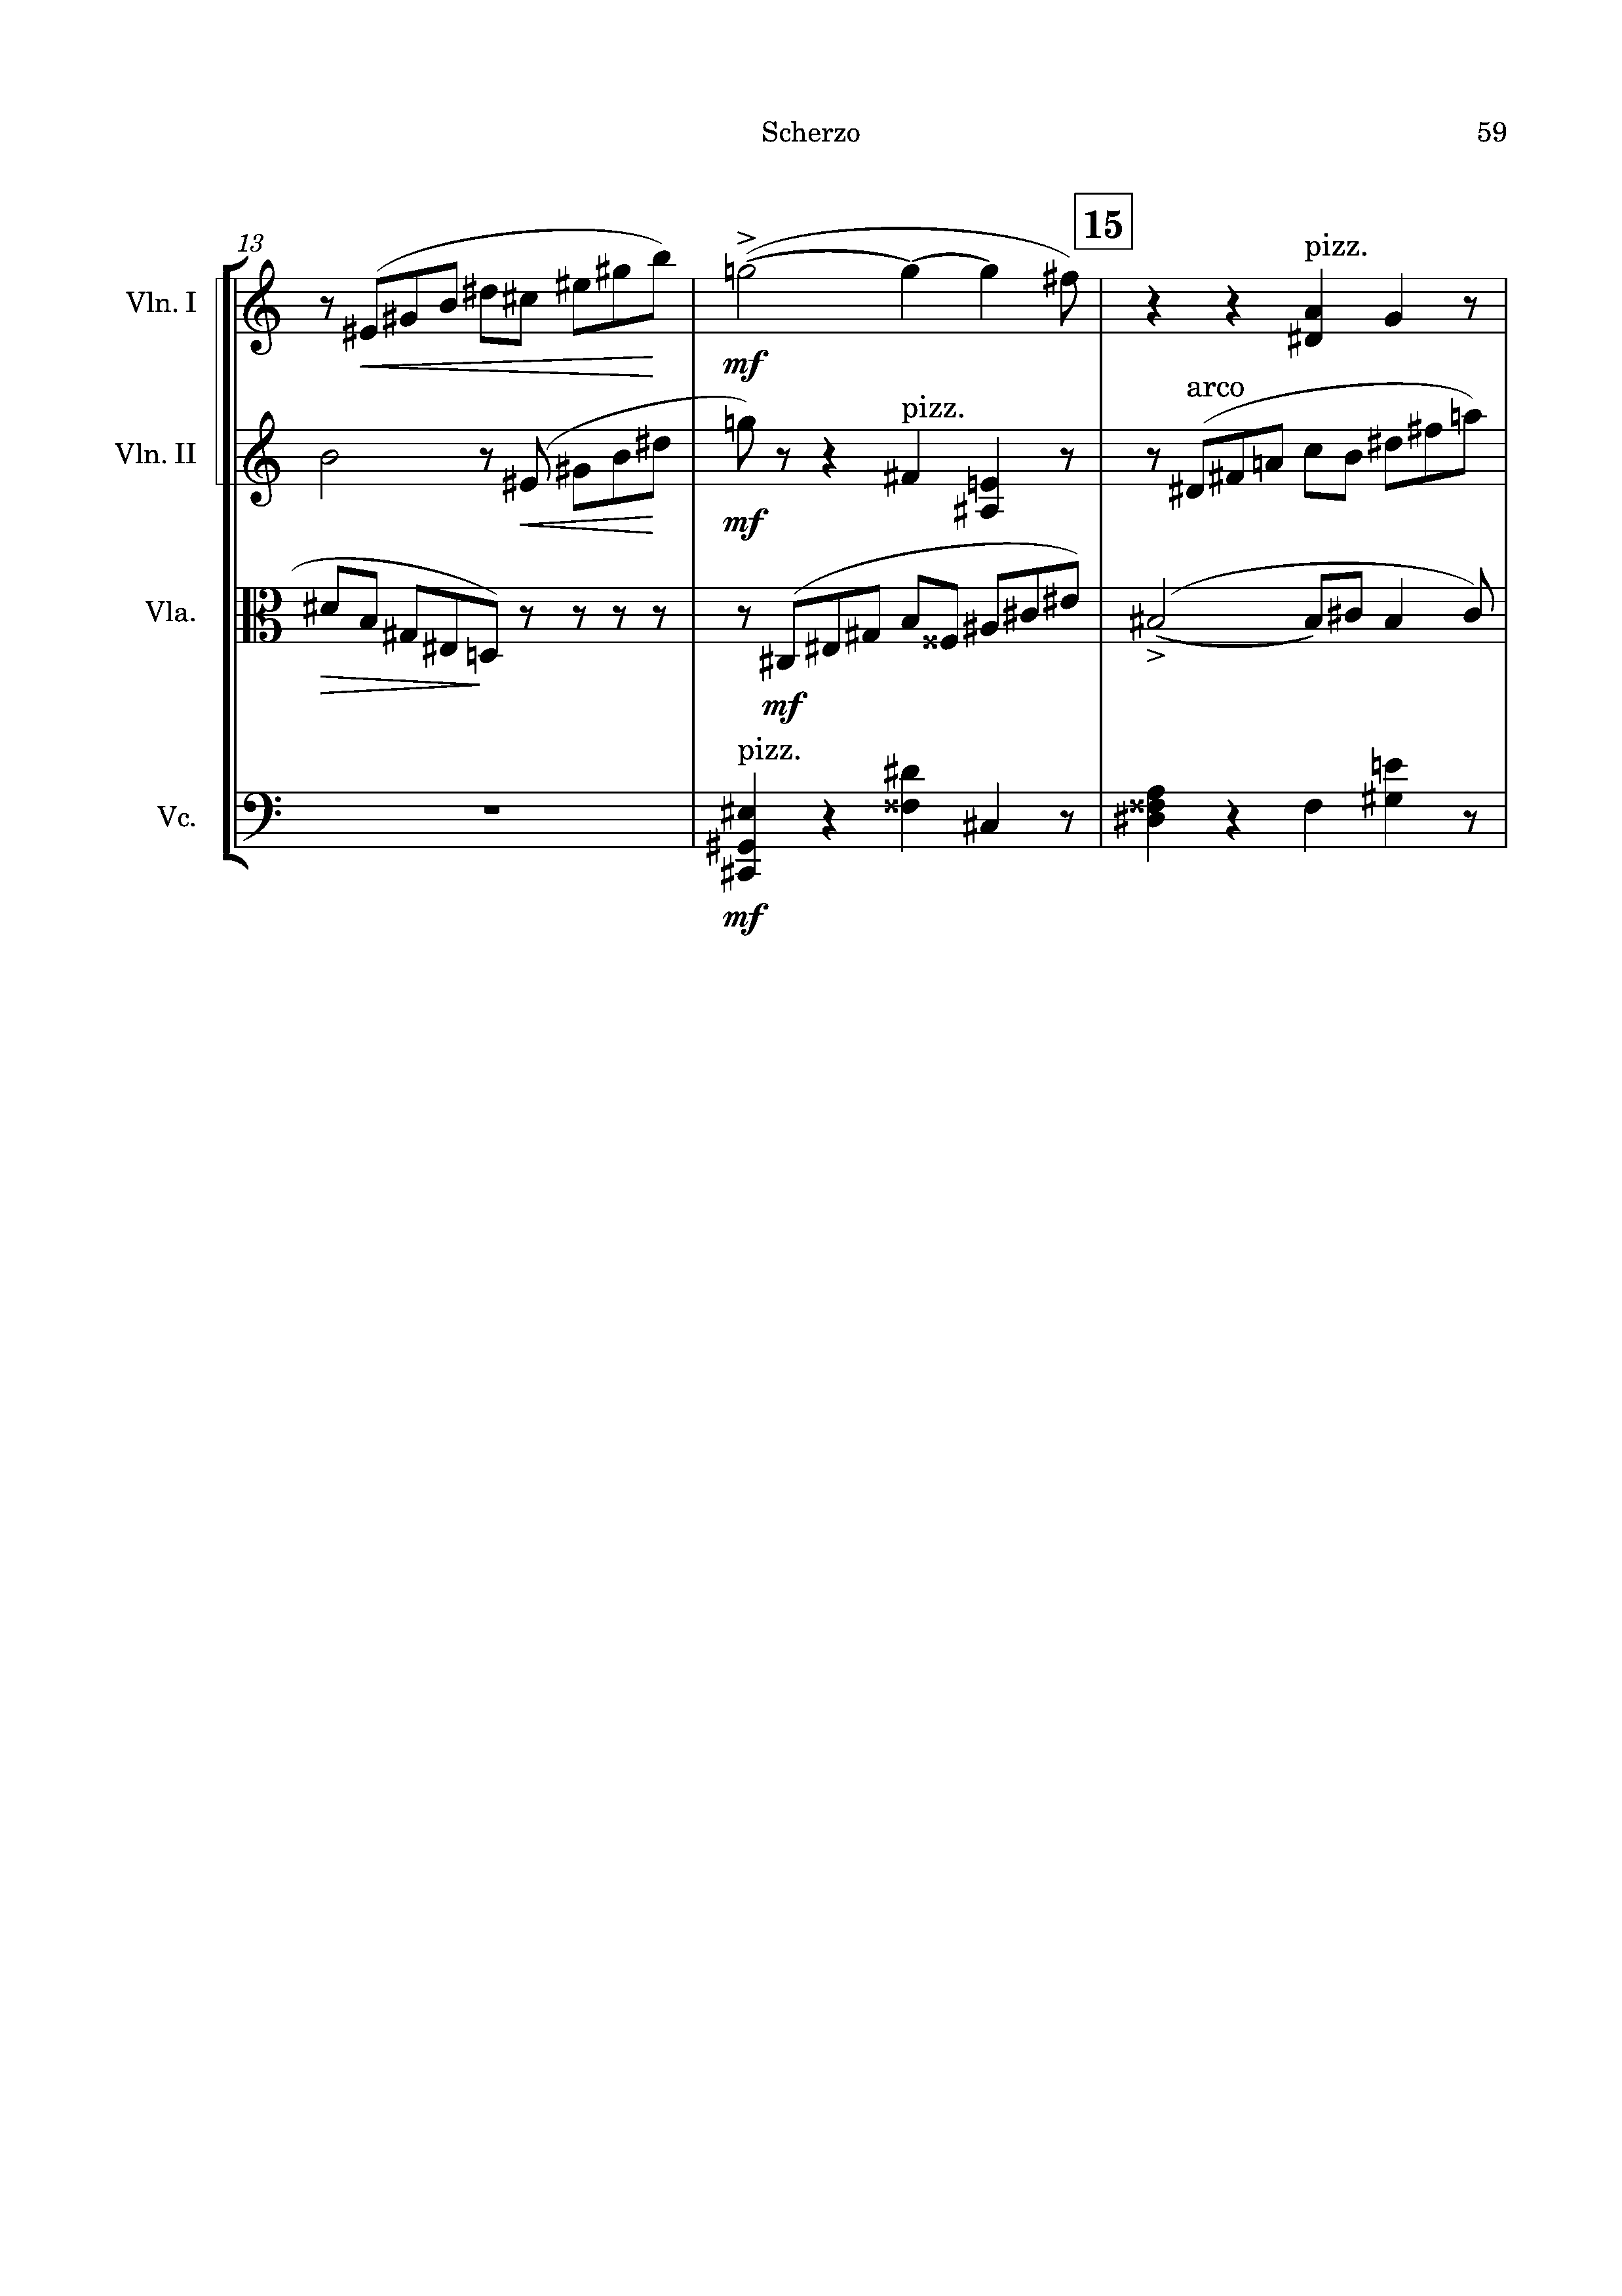 Scherzo 59
15
13
pizz.
Vln. I
mf
arco
pizz.
Vln. II
mf
Vla.
mf
pizz.
Vc.
mf